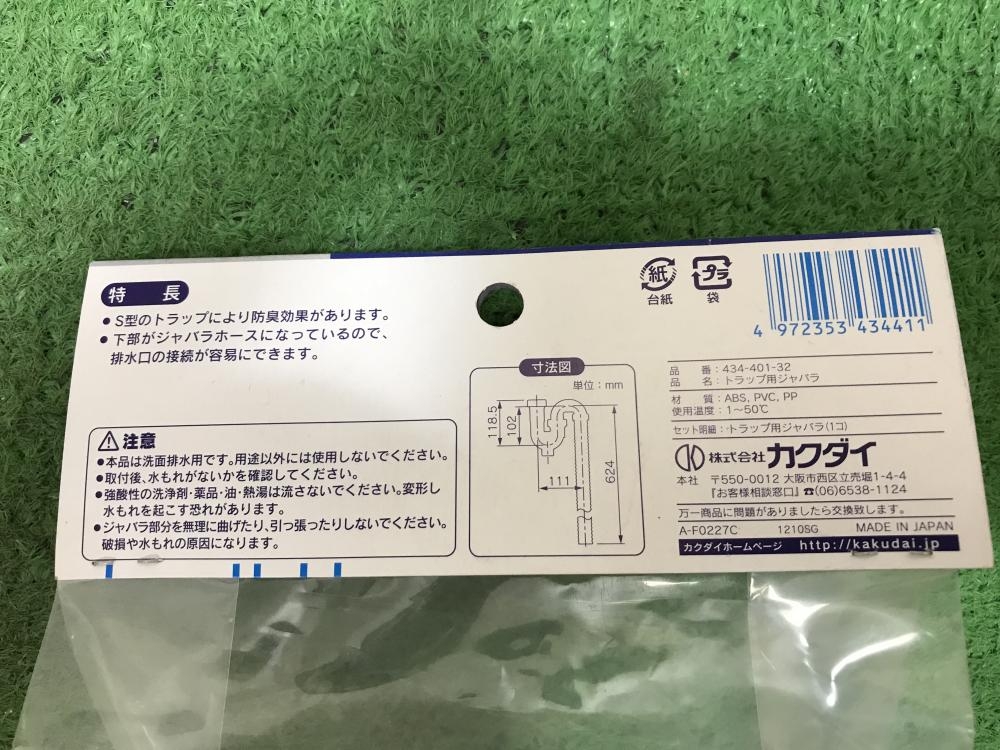 特 長
● S型のトラップにより防臭効果があります。
● 下部がジャバラホースになっているので、
排水口の接続が容易にできます。
注意
●本品は洗面排水用です。用途以外には使用しないでください。
●取付後、水もれがないかを確認してください。
●強酸性の洗浄剤・薬品・油・熱湯は流さないでください。変形し
水もれを起こす恐れがあります。
●ジャバラ部分を無理に曲げたり、引っ張ったりしないでください。
破損や水もれの原因になります。
寸法図
単位:mm
118.5
102
111
624
紙
台紙
プラ
袋
4 972353 434411
品 番:434-401-32
品 名:トラップ用ジャバラ
材 質:ABS, PVC, PP
使用温度:1〜50℃
セット明細:トラップ用ジャバラ(1コ)
株式会社カクダイ
本社 〒550-0012 大阪市西区立売堀1-4-4
『お客様相談窓口』☎(06)6538-1124
万一商品に問題がありましたら交換致します。
A-F0227C 1210SG MADE IN JAPAN
カクダイホームページ http://kakudai.jp